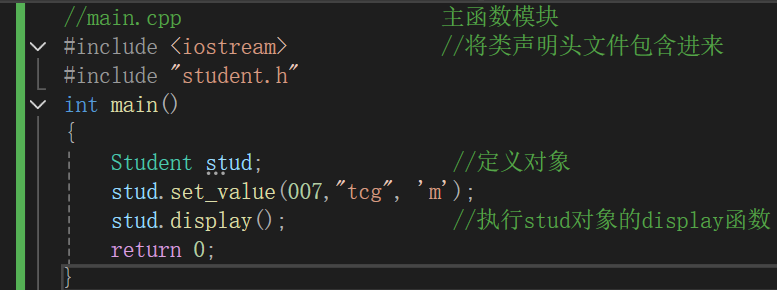 //main.cpp 主函数模块
#include <iostream> //将类声明头文件包含进来
#include "student.h"
int main()
{
Student stud; //定义对象
stud.set_value(007,"tcg", 'm');
stud.display(); //执行stud对象的display函数
return 0;
}